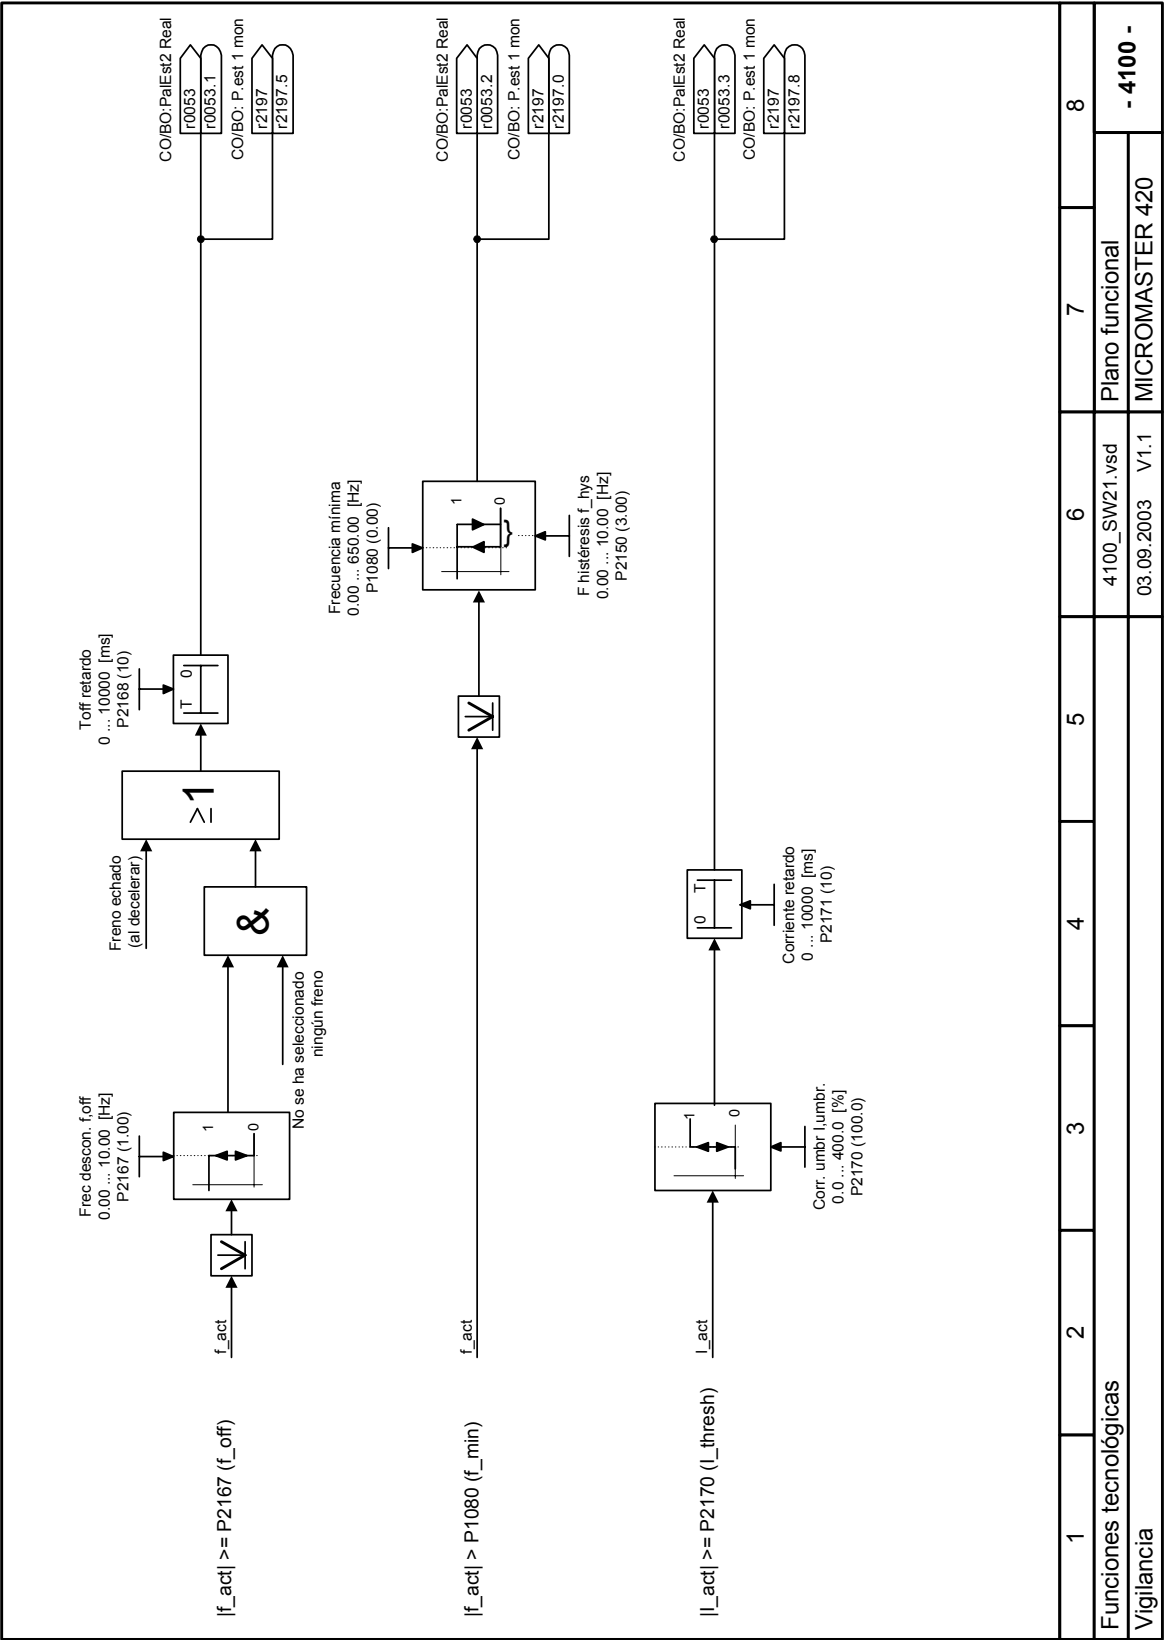 |f_act| >= P2167 (f_off)
f_act
Frec descon. f,off
0.00 ... 10.00 [Hz]
P2167 (1.00)
1
0
No se ha seleccionado
ningún freno
&
Freno echado
(al decelerar)
≥1
Toff retardo
0 ... 10000 [ms]
P2168 (10)
T 0
CO/BO:PalEst2 Real
r0053
r0053.1
CO/BO: P.est 1 mon
r2197
r2197.5
|f_act| > P1080 (f_min)
f_act
Frecuencia mínima
0.00 ... 650.00 [Hz]
P1080 (0.00)
1
0
}
F histéresis f_hys
0.00 ... 10.00 [Hz]
P2150 (3.00)
CO/BO:PalEst2 Real
r0053
r0053.2
CO/BO: P.est 1 mon
r2197
r2197.0
|I_act| >= P2170 (I_thresh)
I_act
1
0
Corr. umbr I,umbr.
0.0 ... 400.0 [%]
P2170 (100.0)
0 T
Corriente retardo
0 ... 10000 [ms]
P2171 (10)
CO/BO:PalEst2 Real
r0053
r0053.3
CO/BO: P.est 1 mon
r2197
r2197.8
1 2 3 4 5 6 7 8
Funciones tecnológicas
4100_SW21.vsd
Plano funcional
- 4100 -
Vigilancia
03.09.2003 V1.1
MICROMASTER 420